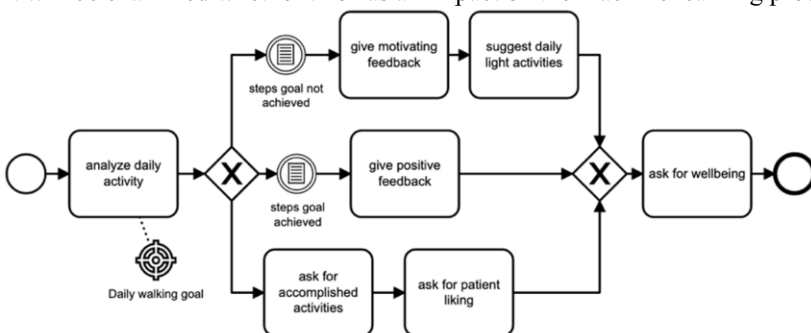 give motivating
feedback
suggest daily
light activities
steps goal not
achieved
analyze daily
activity
X
give positive
feedback
X
ask for wellbeing
steps goal
achieved
Daily walking goal
ask for
accomplished
activities
ask for patient
liking